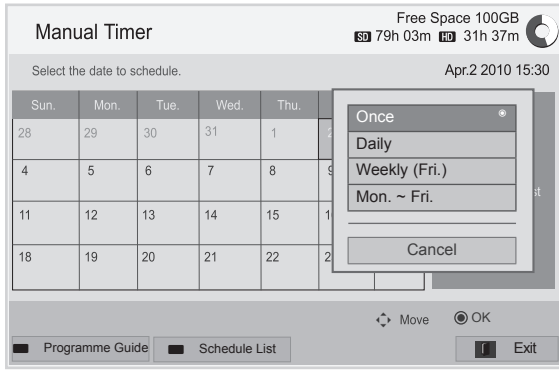 Manual Timer
Free Space 100GB
SD 79h 03m HD 31h 37m
Select the date to schedule.
Apr.2 2010 15:30
Sun. Mon. Tue. Wed. Thu.
28 29 30 31 1 2
4 5 6 7 8 9
11 12 13 14 15
18 19 20 21 22
Once
Daily
Weekly (Fri.)
Mon. ~ Fri.
Cancel
Move OK
Programme Guide Schedule List Exit